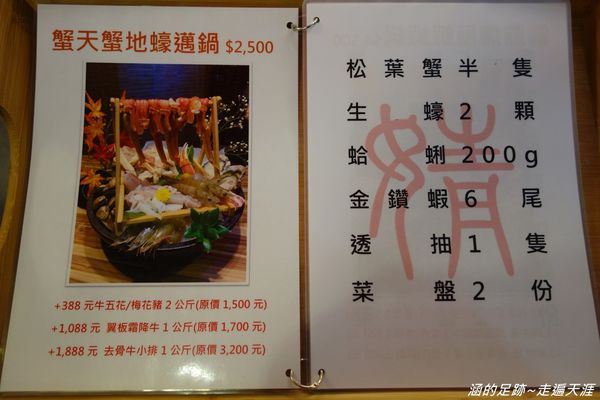 蟹天蟹地蠔邁鍋 $2,500
+388 元牛五花/梅花豬 2 公斤(原價 1,500 元)
+1,088 元 翼板霜降牛 1 公斤(原價 1,700 元)
+1,888 元 去骨牛小排 1 公斤(原價 3,200 元)
松葉蟹半隻
生蠔2顆
蛤蜊200g
金鑽蝦6尾
透抽1隻
菜盤2份
涵的足跡~走遍天涯